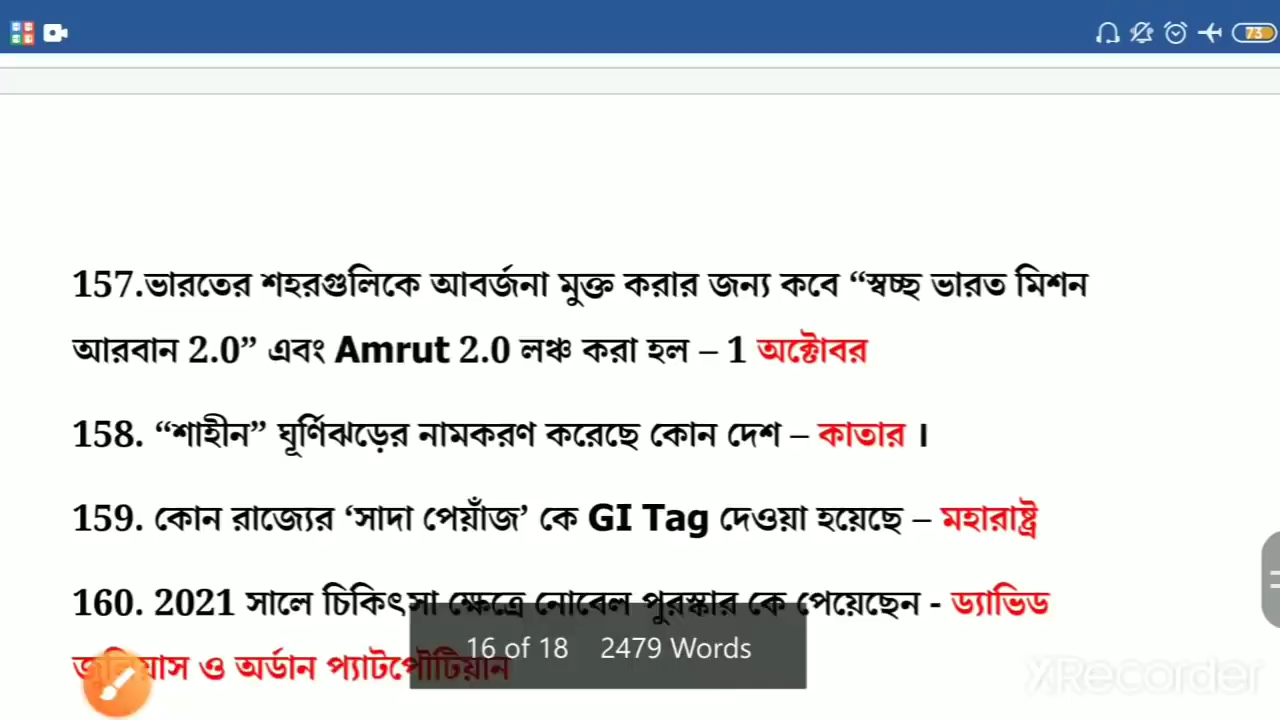 73
157.ভারতের শহরগুলিকে আবর্জনা মুক্ত করার জন্য কবে “স্বচ্ছ ভারত মিশন
আরবান 2.0” এবং Amrut 2.0 লঞ্চ করা হল – 1 অক্টোবর
158. “শাহীন” ঘূর্ণিঝড়ের নামকরণ করেছে কোন দেশ – কাতার ।
159. কোন রাজ্যের ‘সাদা পেয়াঁজ’ কে GI Tag দেওয়া হয়েছে – মহারাষ্ট্র
160. 2021 সালে চিকিৎসা ক্ষেত্রে নোবেল পুরস্কার কে পেয়েছেন - ড্যাভিড
জুলিয়াস ও অর্ডান প্যাটপৌটিয়ান
16 of 18 2479 Words
XRecorder